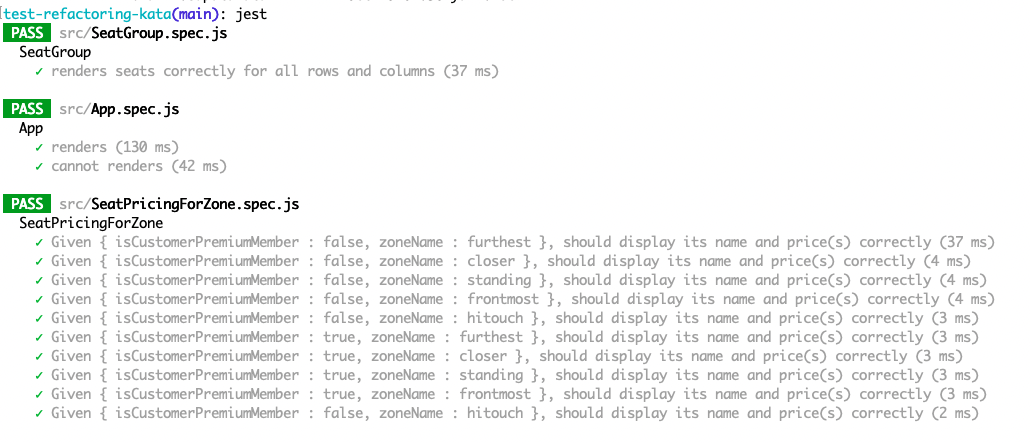 [test-refactoring-kata(main): jest
PASS src/SeatGroup.spec.js
SeatGroup
✓ renders seats correctly for all rows and columns (37 ms)
PASS src/App.spec.js
App
✓ renders (130 ms)
✓ cannot renders (42 ms)
PASS src/SeatPricingForZone.spec.js
SeatPricingForZone
✓ Given { isCustomerPremiumMember : false, zoneName : furthest }, should display its name and price(s) correctly (37 ms)
✓ Given { isCustomerPremiumMember : false, zoneName : closer }, should display its name and price(s) correctly (4 ms)
✓ Given { isCustomerPremiumMember : false, zoneName : standing }, should display its name and price(s) correctly (4 ms)
✓ Given { isCustomerPremiumMember : false, zoneName : frontmost }, should display its name and price(s) correctly (4 ms)
✓ Given { isCustomerPremiumMember : false, zoneName : hitouch }, should display its name and price(s) correctly (3 ms)
✓ Given { isCustomerPremiumMember : true, zoneName : furthest }, should display its name and price(s) correctly (3 ms)
✓ Given { isCustomerPremiumMember : true, zoneName : closer }, should display its name and price(s) correctly (3 ms)
✓ Given { isCustomerPremiumMember : true, zoneName : standing }, should display its name and price(s) correctly (3 ms)
✓ Given { isCustomerPremiumMember : true, zoneName : frontmost }, should display its name and price(s) correctly (3 ms)
✓ Given { isCustomerPremiumMember : false, zoneName : hitouch }, should display its name and price(s) correctly (2 ms)